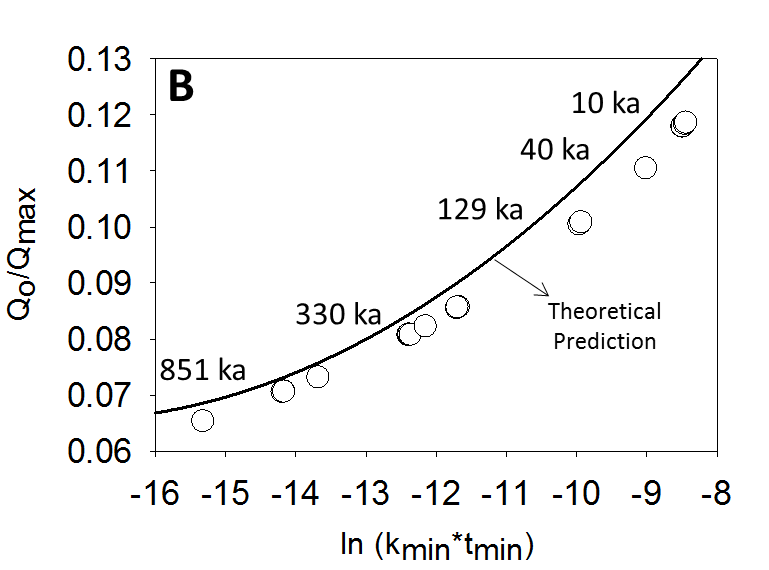 B
0.13
0.12
0.11
0.10
0.09
0.08
0.07
0.06
Qo/Qmax
10 ka
40 ka
129 ka
330 ka
851 ka
Theoretical
Prediction
-16 -15 -14 -13 -12 -11 -10 -9 -8
ln (kmin*tmin)